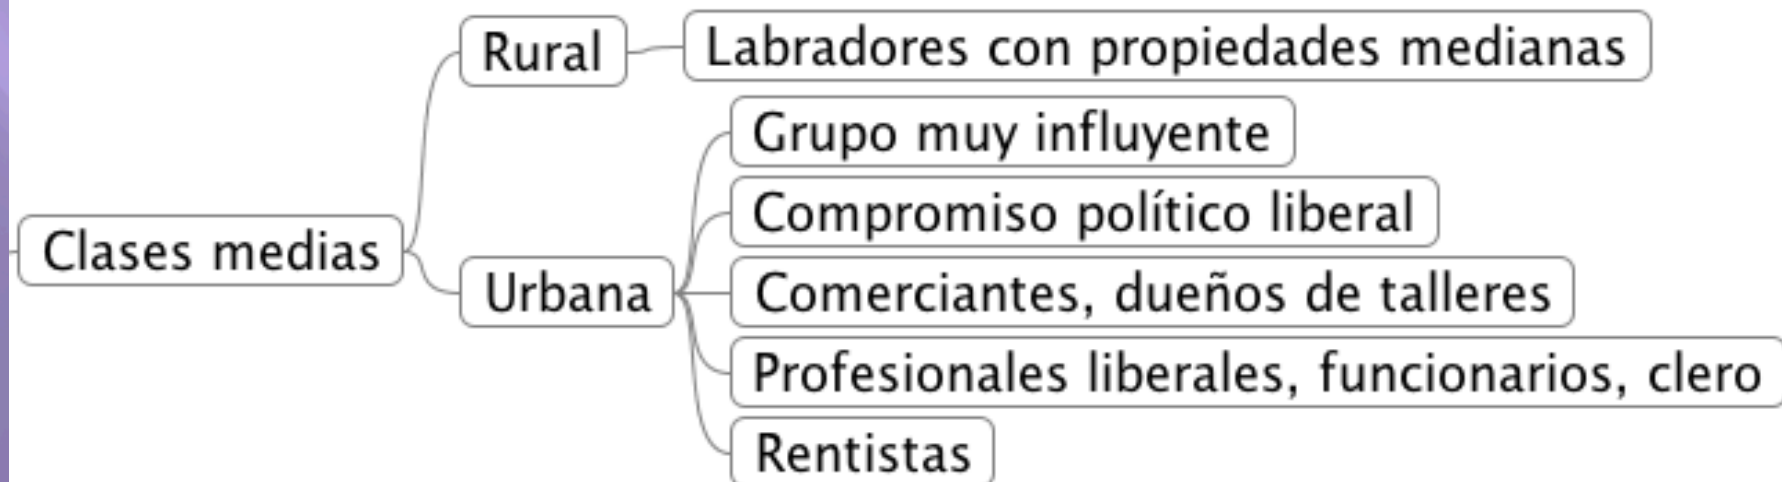 Rural
Labradores con propiedades medianas
Grupo muy influyente
Compromiso político liberal
Clases medias
Urbana
Comerciantes, dueños de talleres
Profesionales liberales, funcionarios, clero
Rentistas